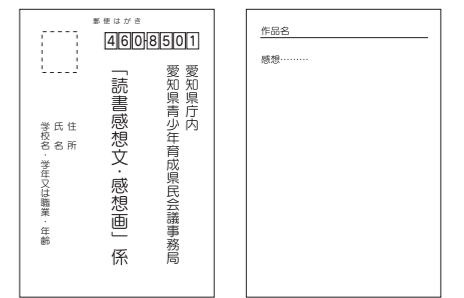 郵便はがき
460-8501
愛知県庁内
愛知県青少年育成県民会議事務局
「読書感想文・感想画」係
住所
氏名
学校名・学年又は職業・年齢
作品名
感想………